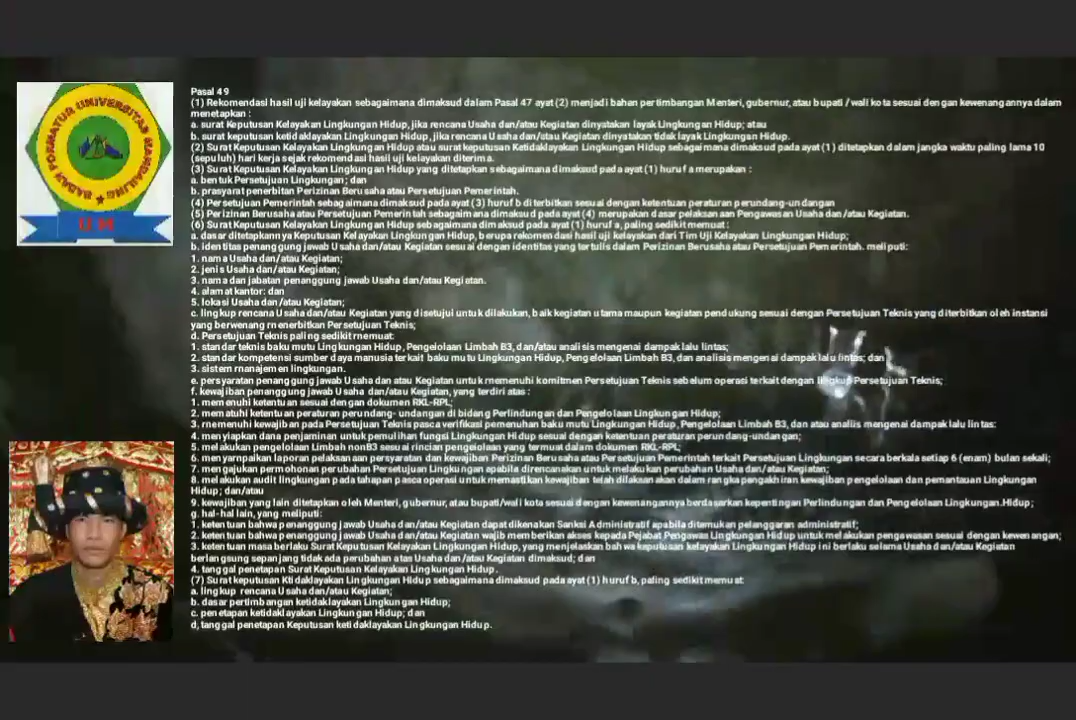 BADAN FORMATUR UNIVERSITAS MANDAILING
U M
Pasal 49
(1) Rekomendasi hasil uji kelayakan sebagaimana dimaksud dalam Pasal 47 ayat (2) menjadi bahan pertimbangan Menteri, gubernur, atau bupati / wali kota sesuai dengan kewenangannya dalam
menetapkan :
a. surat Keputusan Kelayakan Lingkungan Hidup, jika rencana Usaha dan/atau Kegiatan dinyatakan layak Lingkungan Hidup; atau
b. surat keputusan ketidaklayakan Lingkungan Hidup, jika rencana Usaha dan/atau Kegiatan dinyatakan tidak layak Lingkungan Hidup.
(2) Surat Keputusan Kelayakan Lingkungan Hidup atau surat keputusan Ketidaklayakan Lingkungan Hidup sebagaimana dimaksud pada ayat (1) ditetapkan dalam jangka waktu paling lama 10
(sepuluh) hari kerja sejak rekomendasi hasil uji kelayakan diterima.
(3) Surat Keputusan Kelayakan Lingkungan Hidup yang ditetapkan sebagaimana dimaksud pada ayat (1) huruf a merupakan :
a. bentuk Persetujuan Lingkungan; dan
b. prasyarat penerbitan Perizinan Berusaha atau Persetujuan Pemerintah.
(4) Persetujuan Pemerintah sebagaimana dimaksud pada ayat (3) huruf b diterbitkan sesuai dengan ketentuan peraturan perundang-undangan
(5) Perizinan Berusaha atau Persetujuan Pemerintah sebagaimana dimaksud pada ayat (4) merupakan dasar pelaksanaan Pengawasan Usaha dan/atau Kegiatan.
(6) Surat Keputusan Kelayakan Lingkungan Hidup sebagaimana dimaksud pada ayat (1) huruf a, paling sedikit memuat :
a. dasar ditetapkannya Keputusan Kelayakan Lingkungan Hidup, berupa rekomendasi hasil uji kelayakan dari Tim Uji Kelayakan Lingkungan Hidup;
b. identitas penanggung jawab Usaha dan/atau Kegiatan sesuai dengan identitas yang tertulis dalam Perizinan Berusaha atau Persetujuan Pemerintah. meliputi:
1. nama Usaha dan/atau Kegiatan;
2. jenis Usaha dan/atau Kegiatan;
3. nama dan jabatan penanggung jawab Usaha dan/atau Kegiatan.
4. alamat kantor: dan
5. lokasi Usaha dan/atau Kegiatan;
c. lingkup rencana Usaha dan/atau Kegiatan yang disetujui untuk dilakukan, baik kegiatan utama maupun kegiatan pendukung sesuai dengan Persetujuan Teknis yang diterbitkan oleh instansi
yang berwenang rnenerbitkan Persetujuan Teknis;
d. Persetujuan Teknis paling sedikit memuat:
1. standar teknis baku mutu Lingkungan Hidup, Pengelolaan Limbah B3, dan/atau analisis mengenai dampak lalu lintas;
2. standar kompetensi sumber daya manusia terkait baku mutu Lingkungan Hidup, Pengelolaan Limbah B3, dan analisis mengenai dampak lalu lintas; dan
3. sistem rnanajemen lingkungan.
e. persyaratan penanggung jawab Usaha dan atau Kegiatan untuk rnemenuhi komitmen Persetujuan Teknis sebelum operasi terkait dengan lingkup Persetujuan Teknis;
f. kewajiban penanggung jawab Usaha dan/atau Kegiatan, yang terdiri atas :
1. memenuhi ketentuan sesuai dengan dokumen RKL-RPL;
2. mematuhi ketentuan peraturan perundang- undangan di bidang Perlindungan dan Pengelolaan Lingkungan Hidup;
3. rnemenuhi kewajiban pada Persetujuan Teknis pasca verifikasi pemenuhan baku mutu Lingkungan Hidup, Pengelolaan Limbah B3, dan atau analiis mengenai dampak lalu lintas:
4. menyiapkan dana penjaminan untuk pemulihan fungsi Lingkungan Hidup sesuai dengan ketentuan peraturan perundang-undangan;
5. melakukan pengelolaan Limbah nonB3 sesuai rincian pengelolaan yang termuat dalam dokumen RKL-RPL;
6. menyampaikan laporan pelaksanaan persyaratan dan kewajiban Perizinan Berusaha atau Persetujuan Pemerintah terkait Persetujuan Lingkungan secara berkala setiap 6 (enam) bulan sekali;
7. mengajukan permohonan perubahan Persetujuan Lingkungan apabila direncanakan untuk melakukan perubahan Usaha dan/atau Kegiatan;
8. melakukan audit lingkungan pada tahapan pasca operasi untuk memastikan kewajiban telah dilaksanakan dalam rangka pengakhiran kewajiban pengelolaan dan pemantauan Lingkungan
Hidup; dan/atau
9. kewajiban yang lain ditetapkan oleh Menteri, gubernur, atau bupati/wali kota sesuai dengan kewenangannya berdasarkan kepentingan Perlindungan dan Pengelolaan Lingkungan.Hidup;
g. hal-hal lain, yang meliputi:
1. ketentuan bahwa penanggung jawab Usaha dan/atau Kegiatan dapat dikenakan Sanksi Administratif apabila ditemukan pelanggaran administratif;
2. ketentuan bahwa penanggung jawab Usaha dan/atau Kegiatan wajib memberikan akses kepada Pejabat Pengawas Lingkungan Hidup untuk melakukan pengawasan sesuai dengan kewenangan;
3. ketentuan masa berlaku Surat Keputusan Kelayakan Lingkungan Hidup, yang menjelaskan bahwa keputusan kelayakan Lingkungan Hidup ini berlaku selama Usaha dan/atau Kegiatan
berlangsung sepanjang tidak ada perubahan atas Usaha dan/atau Kegiatan dimaksud; dan
4. tanggal penetapan Surat Keputusan Kelayakan Lingkungan Hidup.
(7) Surat keputusan Ktidaklayakan Lingkungan Hidup sebagaimana dimaksud pada ayat (1) huruf b, paling sedikit memuat:
a. lingkup rencana Usaha dan/atau Kegiatan;
b. dasar pertimbangan ketidaklayakan Lingkungan Hidup;
c. penetapan ketidaklayakan Lingkungan Hidup; dan
d, tanggal penetapan Keputusan ketidaklayakan Lingkungan Hidup.